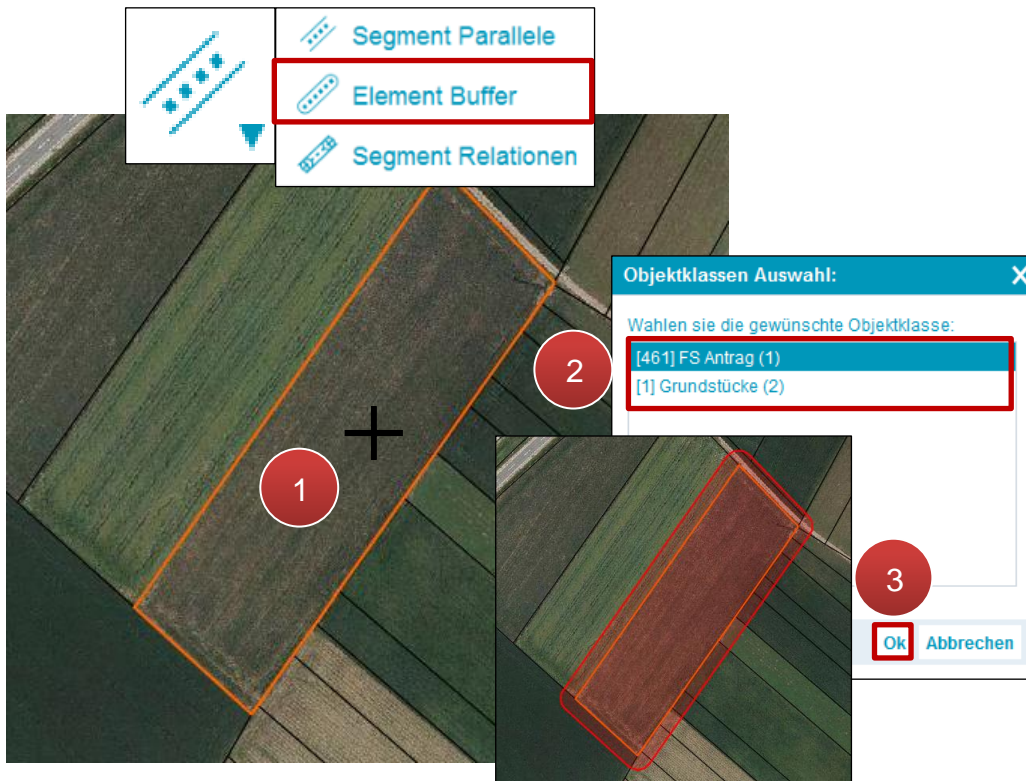 Segment Parallele
Element Buffer
Segment Relationen
Objektklassen Auswahl:
Wahlen sie die gewünschte Objektklasse:
[461] FS Antrag (1)
[1] Grundstücke (2)
2
1
3
Ok Abbrechen